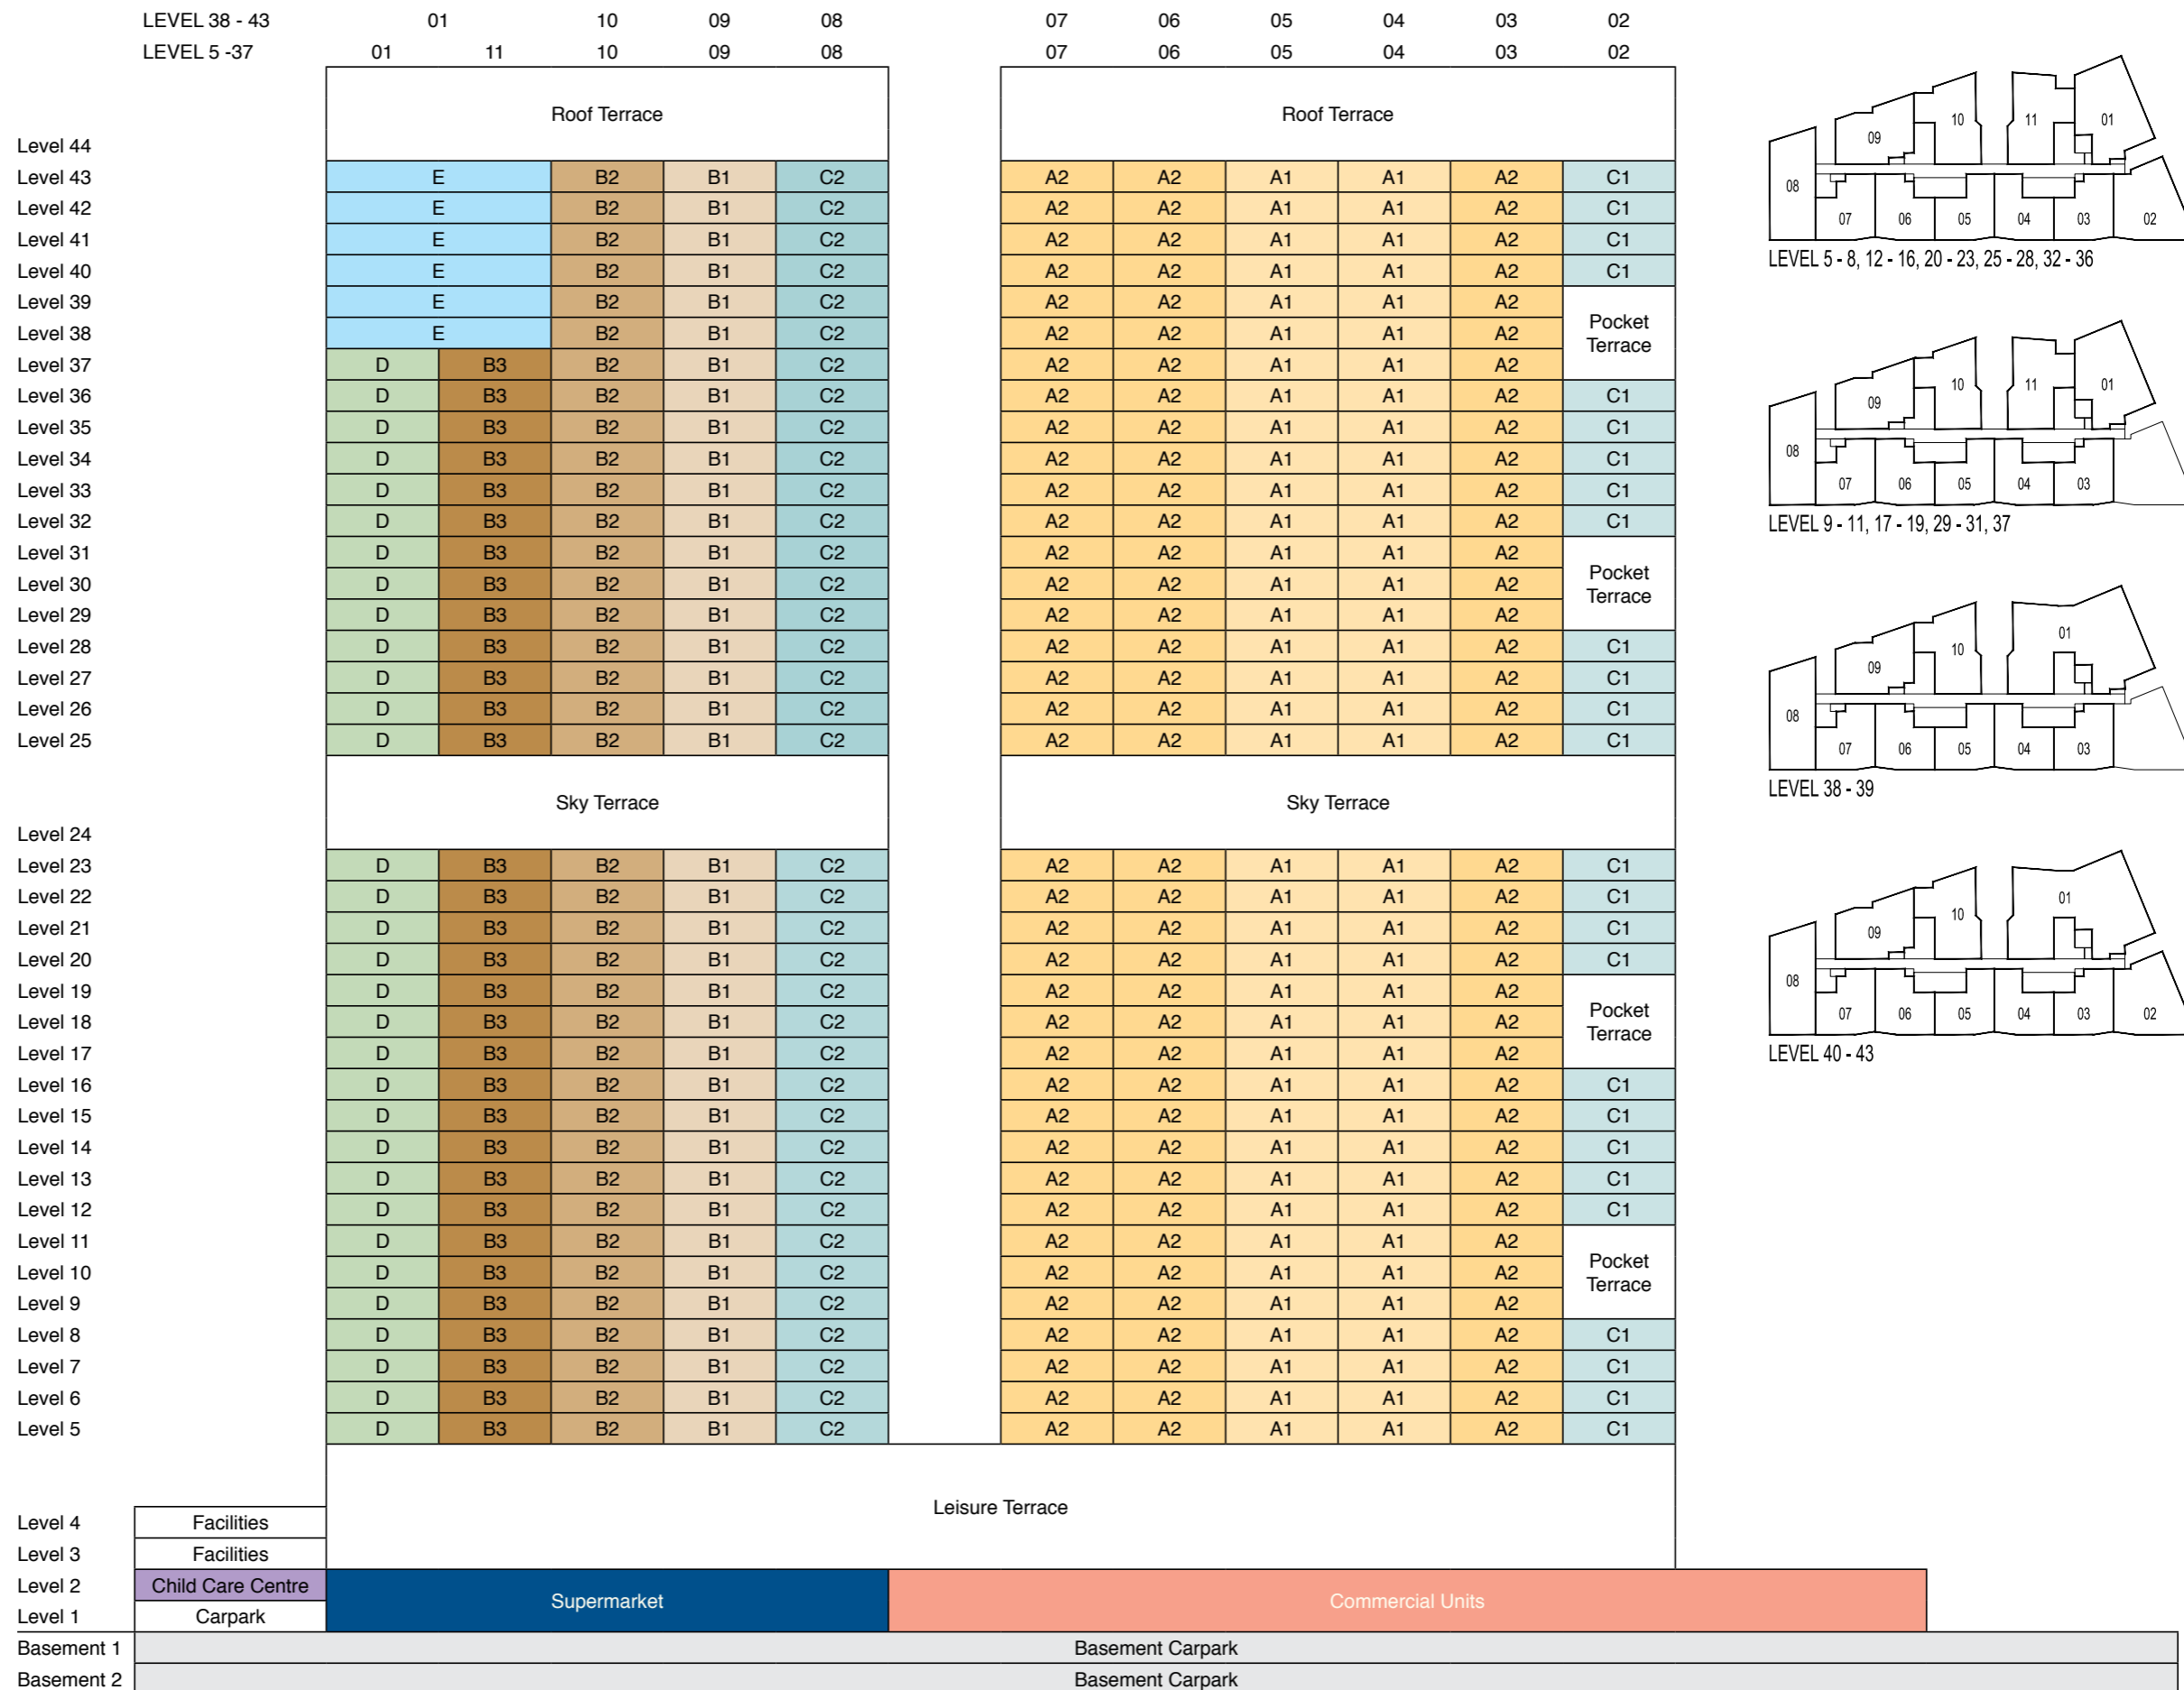 LEVEL 38 - 43 01 10 09 08 07 06 05 04 03 02
LEVEL 5 -37 01 11 10 09 08 07 06 05 04 03 02
Roof Terrace Roof Terrace
Level 44
Level 43 E B2 B1 C2 A2 A2 A1 A1 A2 C1
Level 42 E B2 B1 C2 A2 A2 A1 A1 A2 C1
Level 41 E B2 B1 C2 A2 A2 A1 A1 A2 C1
Level 40 E B2 B1 C2 A2 A2 A1 A1 A2 C1
Level 39 E B2 B1 C2 A2 A2 A1 A1 A2
Level 38 E B2 B1 C2 A2 A2 A1 A1 A2
Pocket
Terrace
Level 37 D B3 B2 B1 C2 A2 A2 A1 A1 A2
Level 36 D B3 B2 B1 C2 A2 A2 A1 A1 A2 C1
Level 35 D B3 B2 B1 C2 A2 A2 A1 A1 A2 C1
Level 34 D B3 B2 B1 C2 A2 A2 A1 A1 A2 C1
Level 33 D B3 B2 B1 C2 A2 A2 A1 A1 A2 C1
Level 32 D B3 B2 B1 C2 A2 A2 A1 A1 A2 C1
Level 31 D B3 B2 B1 C2 A2 A2 A1 A1 A2
Level 30 D B3 B2 B1 C2 A2 A2 A1 A1 A2
Pocket
Terrace
Level 29 D B3 B2 B1 C2 A2 A2 A1 A1 A2
Level 28 D B3 B2 B1 C2 A2 A2 A1 A1 A2 C1
Level 27 D B3 B2 B1 C2 A2 A2 A1 A1 A2 C1
Level 26 D B3 B2 B1 C2 A2 A2 A1 A1 A2 C1
Level 25 D B3 B2 B1 C2 A2 A2 A1 A1 A2 C1
Sky Terrace Sky Terrace
Level 24
Level 23 D B3 B2 B1 C2 A2 A2 A1 A1 A2 C1
Level 22 D B3 B2 B1 C2 A2 A2 A1 A1 A2 C1
Level 21 D B3 B2 B1 C2 A2 A2 A1 A1 A2 C1
Level 20 D B3 B2 B1 C2 A2 A2 A1 A1 A2 C1
Level 19 D B3 B2 B1 C2 A2 A2 A1 A1 A2
Level 18 D B3 B2 B1 C2 A2 A2 A1 A1 A2
Pocket
Terrace
Level 17 D B3 B2 B1 C2 A2 A2 A1 A1 A2
Level 16 D B3 B2 B1 C2 A2 A2 A1 A1 A2 C1
Level 15 D B3 B2 B1 C2 A2 A2 A1 A1 A2 C1
Level 14 D B3 B2 B1 C2 A2 A2 A1 A1 A2 C1
Level 13 D B3 B2 B1 C2 A2 A2 A1 A1 A2 C1
Level 12 D B3 B2 B1 C2 A2 A2 A1 A1 A2 C1
Level 11 D B3 B2 B1 C2 A2 A2 A1 A1 A2
Level 10 D B3 B2 B1 C2 A2 A2 A1 A1 A2
Pocket
Terrace
Level 9 D B3 B2 B1 C2 A2 A2 A1 A1 A2
Level 8 D B3 B2 B1 C2 A2 A2 A1 A1 A2 C1
Level 7 D B3 B2 B1 C2 A2 A2 A1 A1 A2 C1
Level 6 D B3 B2 B1 C2 A2 A2 A1 A1 A2 C1
Level 5 D B3 B2 B1 C2 A2 A2 A1 A1 A2 C1
Leisure Terrace
Level 4 Facilities
Level 3 Facilities
Level 2 Child Care Centre
Supermarket Commercial Units
Level 1 Carpark
Basement 1 Basement Carpark
Basement 2 Basement Carpark
10 11 01
09
08
07 06 05 04 03 02
LEVEL 5 - 8, 12 - 16, 20 - 23, 25 - 28, 32 - 36
10 11 01
09
08
07 06 05 04 03
LEVEL 9 - 11, 17 - 19, 29 - 31, 37
01
10
09
08
07 06 05 04 03
LEVEL 38 - 39
01
10
09
08
07 06 05 04 03 02
LEVEL 40 - 43